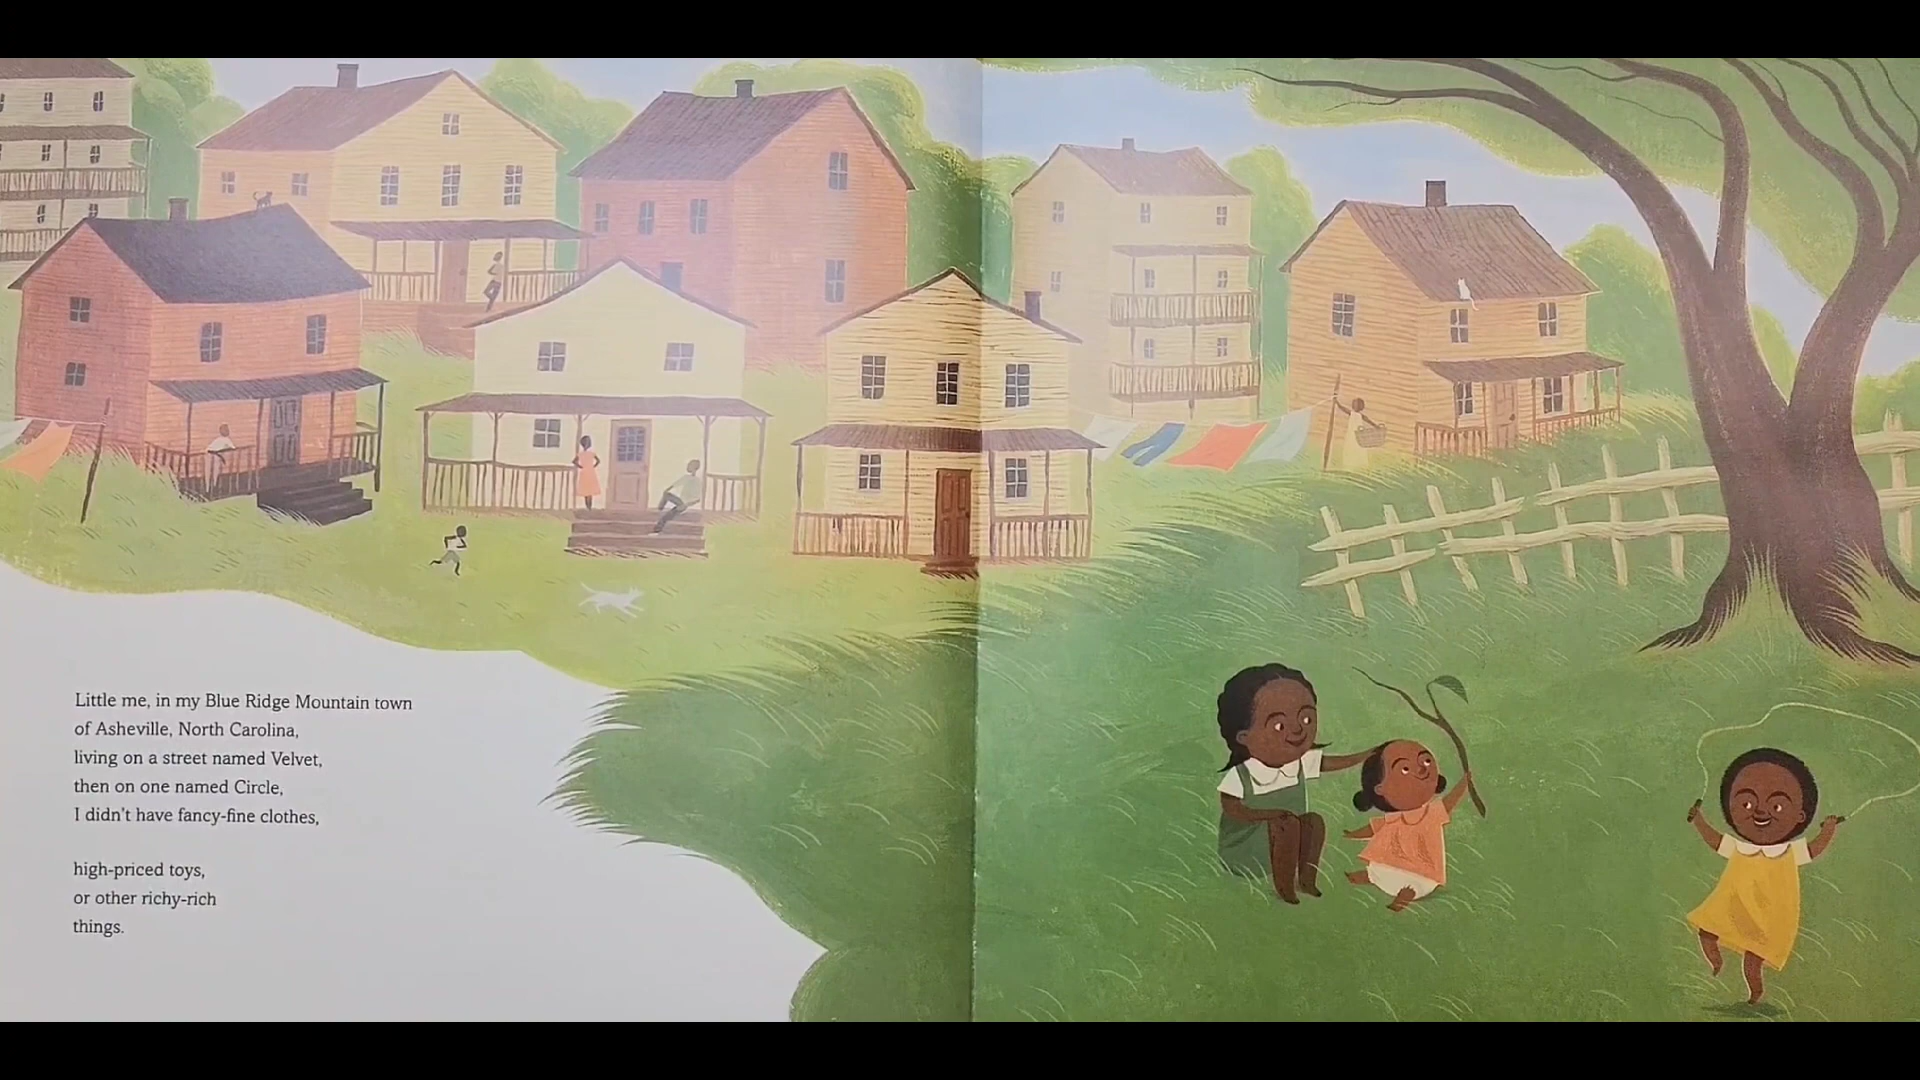 Little me, in my Blue Ridge Mountain town
of Asheville, North Carolina,
living on a street named Velvet,
then on one named Circle,
I didn't have fancy-fine clothes,
high-priced toys,
or other richy-rich
things.